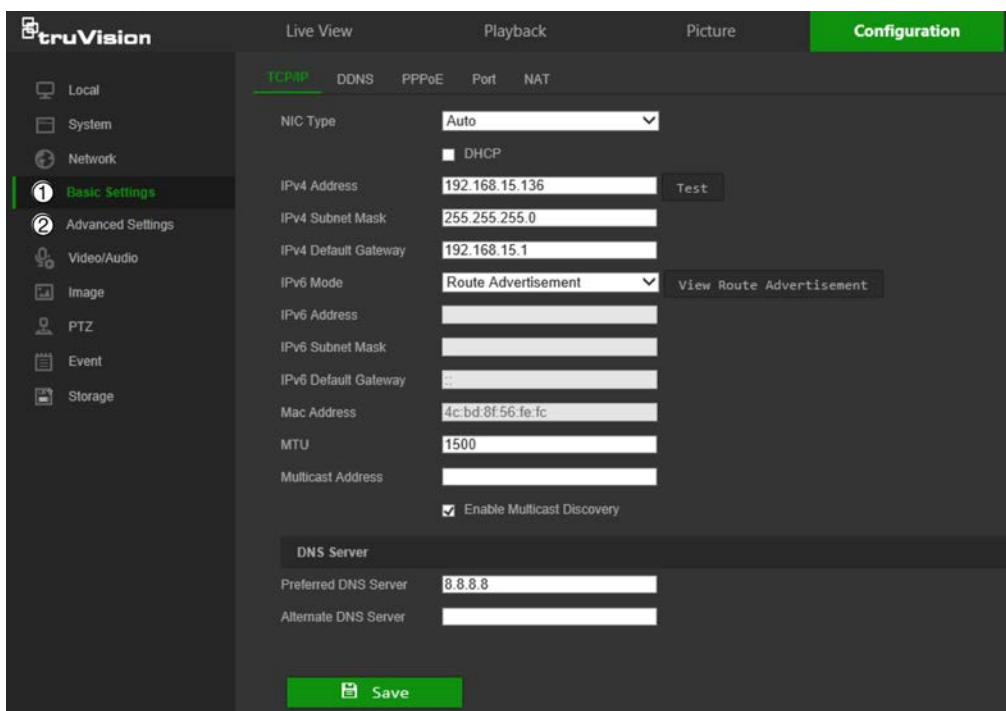 truVision
Live View Playback Picture Configuration
Local
System
Network
1 Basic Settings
2 Advanced Settings
Video/Audio
Image
PTZ
Event
Storage
TCP/IP DDNS PPPoE Port NAT
NIC Type Auto
DHCP
IPv4 Address 192.168.15.136 Test
IPv4 Subnet Mask 255.255.255.0
IPv4 Default Gateway 192.168.15.1
IPv6 Mode Route Advertisement View Route Advertisement
IPv6 Address
IPv6 Subnet Mask
IPv6 Default Gateway ::
Mac Address 4c:bd:8f:56:fe:fc
MTU 1500
Multicast Address
Enable Multicast Discovery
DNS Server
Preferred DNS Server 8.8.8.8
Alternate DNS Server
Save